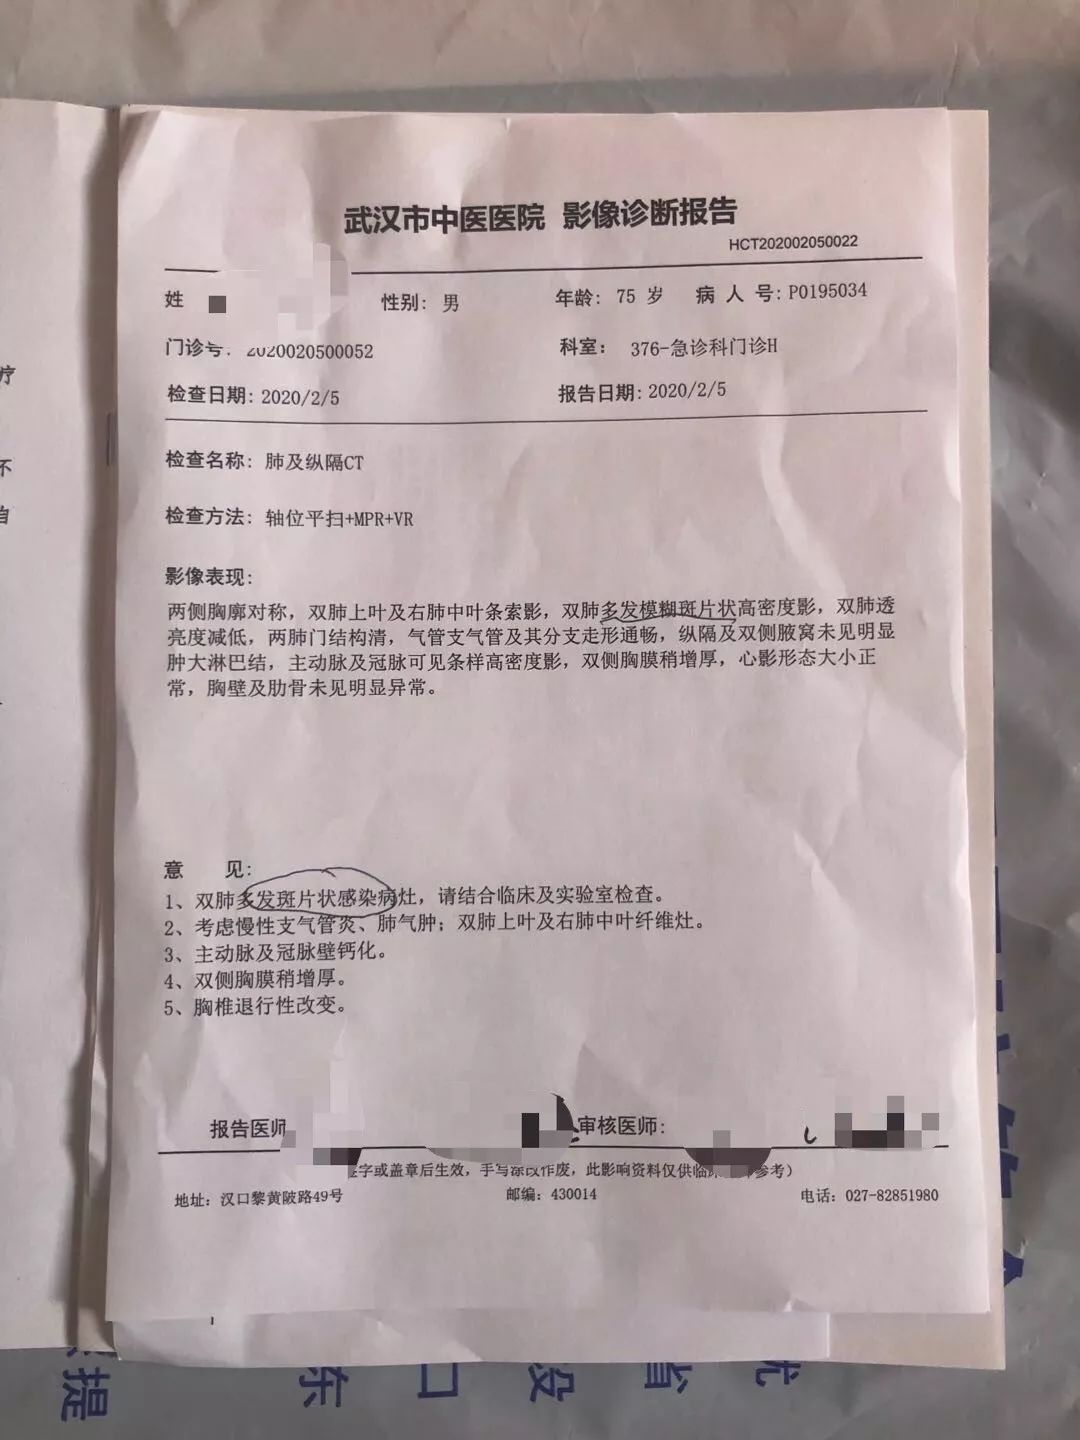 武汉市中医医院 影像诊断报告
HCT202002050022
姓 性别: 男 年龄: 75 岁 病 人 号: P0195034
门诊号: 2020020500052 科室: 376-急诊科门诊H
检查日期: 2020/2/5 报告日期: 2020/2/5
检查名称: 肺及纵隔CT
检查方法: 轴位平扫+MPR+VR
影像表现:
两侧胸廓对称，双肺上叶及右肺中叶条索影，双肺多发模糊斑片状高密度影，双肺透
亮度减低，两肺门结构清，气管支气管及其分支走形通畅，纵隔及双侧腋窝未见明显
肿大淋巴结，主动脉及冠脉可见条样高密度影，双侧胸膜稍增厚，心影形态大小正
常，胸壁及肋骨未见明显异常。
意 见:
1、双肺多发斑片状感染病灶，请结合临床及实验室检查。
2、考虑慢性支气管炎、肺气肿；双肺上叶及右肺中叶纤维灶。
3、主动脉及冠脉壁钙化。
4、双侧胸膜稍增厚。
5、胸椎退行性改变。
报告医师 审核医师:
签字或盖章后生效，手写涂改作废，此影响资料仅供临 参考）
地址: 汉口黎黄陂路49号 邮编: 430014 电话: 027-82851980
疗
不
自
提 东 口 设 省 就